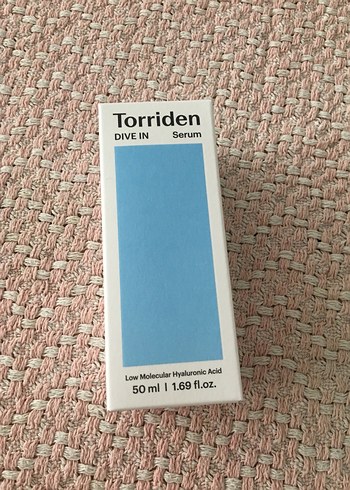 Torriden
DIVE IN Serum
Low Molecular Hyaluronic Acid
50 ml | 1.69 fl.oz.